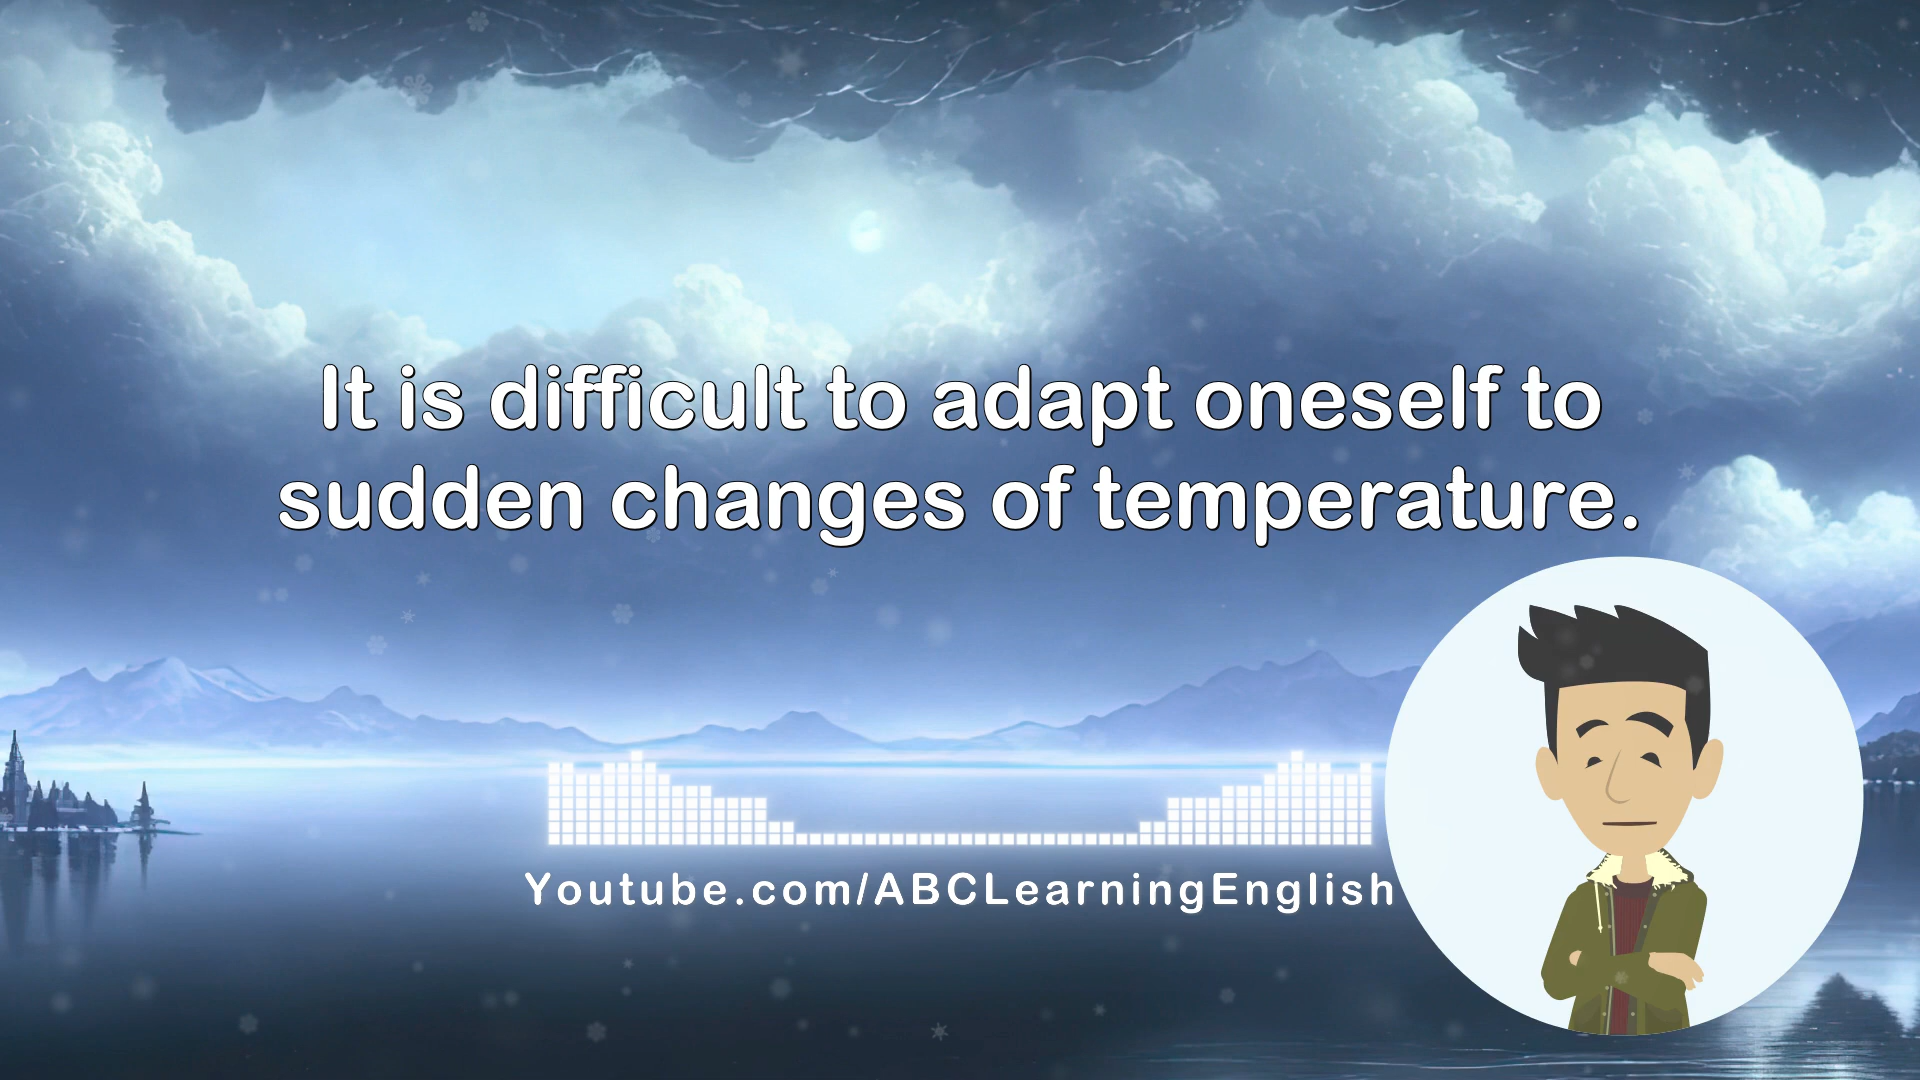 It is difficult to adapt oneself to
sudden changes of temperature.
Youtube.com/ABCLearningEnglish